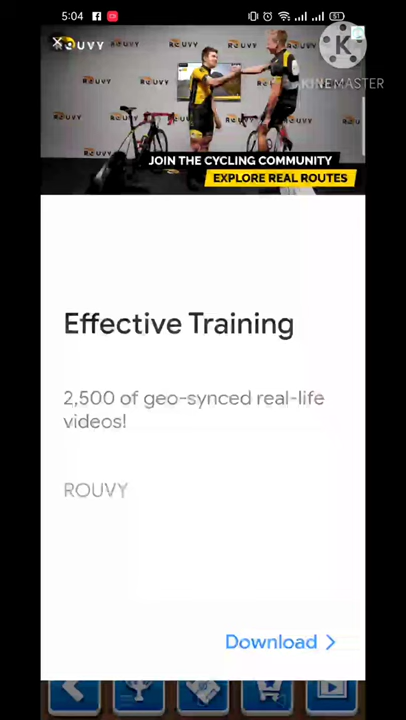 5:04
51
ROUVY
KINEMASTER
JOIN THE CYCLING COMMUNITY
EXPLORE REAL ROUTES
Effective Training
2,500 of geo-synced real-life
videos!
ROUVY
Download